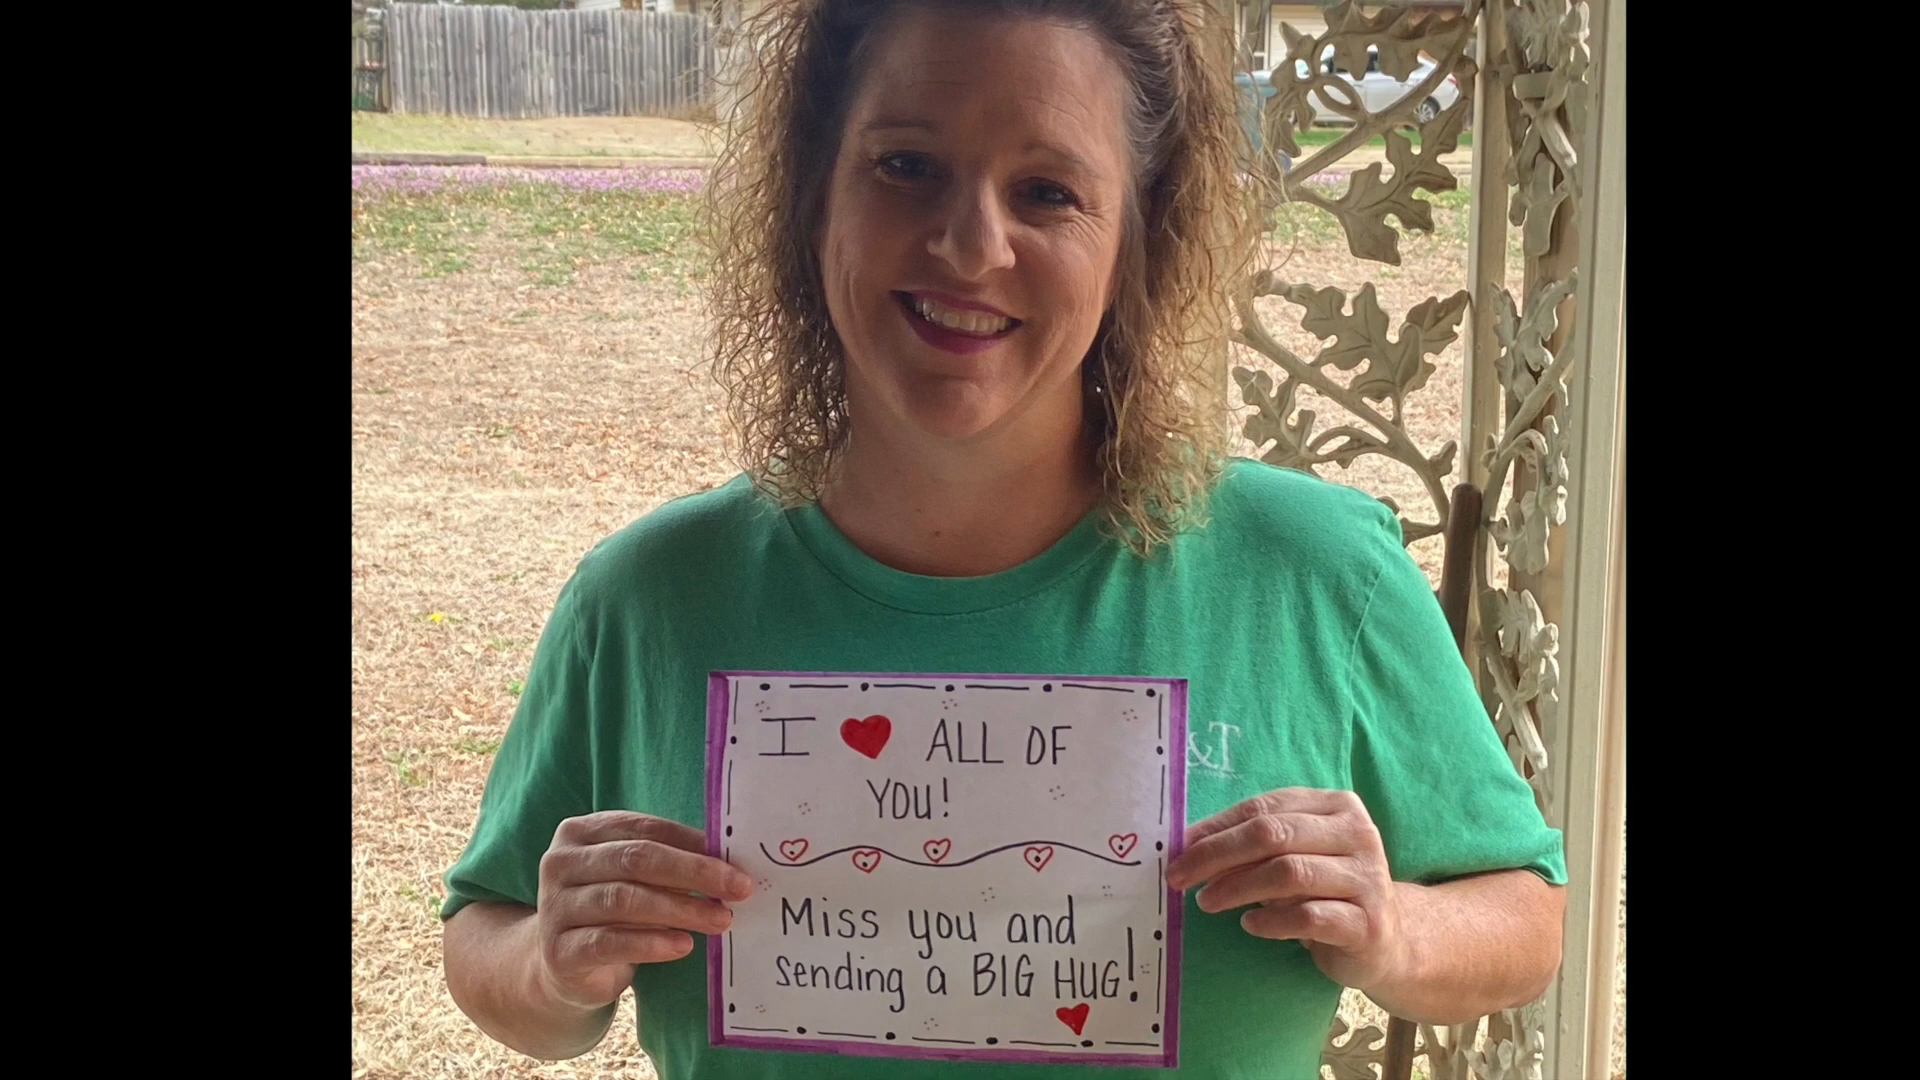 I ❤ ALL OF
YOU!
Miss you and
sending a BIG HUG!
&T